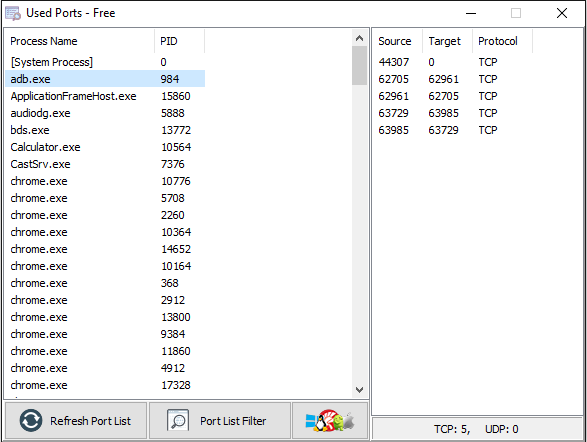 Used Ports - Free
Process Name PID
[System Process] 0
adb.exe 984
ApplicationFrameHost.exe 15860
audiodg.exe 5888
bds.exe 13772
Calculator.exe 10564
CastSrv.exe 7376
chrome.exe 10776
chrome.exe 5708
chrome.exe 2260
chrome.exe 10364
chrome.exe 14652
chrome.exe 10164
chrome.exe 368
chrome.exe 2912
chrome.exe 13800
chrome.exe 9384
chrome.exe 11860
chrome.exe 4912
chrome.exe 17328
Refresh Port List
Port List Filter
Source Target Protocol
44307 0 TCP
62705 62961 TCP
62961 62705 TCP
63729 63985 TCP
63985 63729 TCP
TCP: 5, UDP: 0